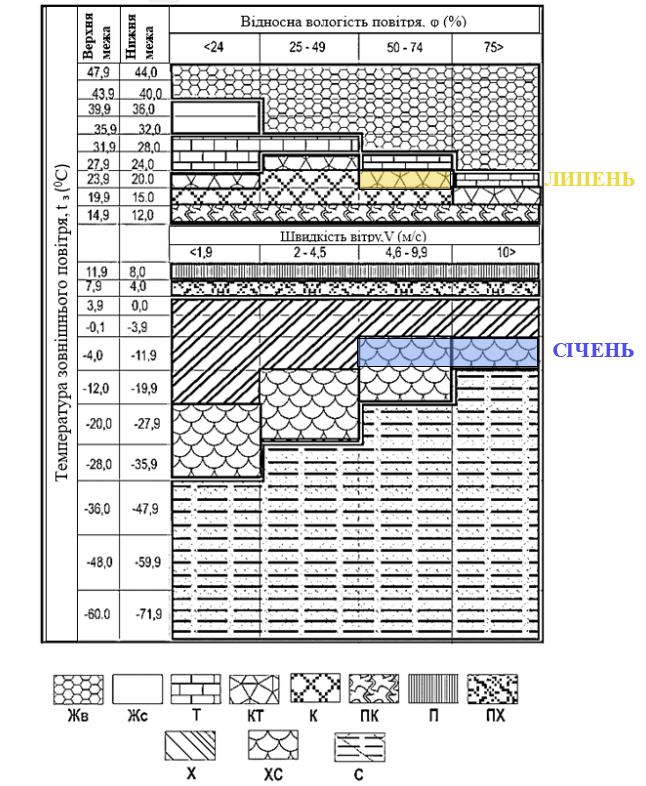 Температура зовнішнього повітря, t з (⁰C)
Верхня межа
Нижня межа
Відносна вологість повітря, φ (%)
<24 25 - 49 50 - 74 75>
47,9 44,0
43,9 40,0
39,9 36,0
35,9 32,0
31,9 28,0
27,9 24,0
23,9 20.0
ЛИПЕНЬ
19,9 15.0
14,9 12,0
Швидкість вітру,V (м/с)
<1,9 2 - 4,5 4,6 - 9,9 10>
11,9 8,0
7,9 4,0
3,9 0,0
-0,1 -3,9
-4,0 -11,9
СІЧЕНЬ
-12,0 -19,9
-20,0 -27,9
-28,0 -35,9
-36,0 -47,9
-48,0 -59,9
-60.0 -71,9
Жв Жс Т КТ К ПК П ПХ
Х ХС С